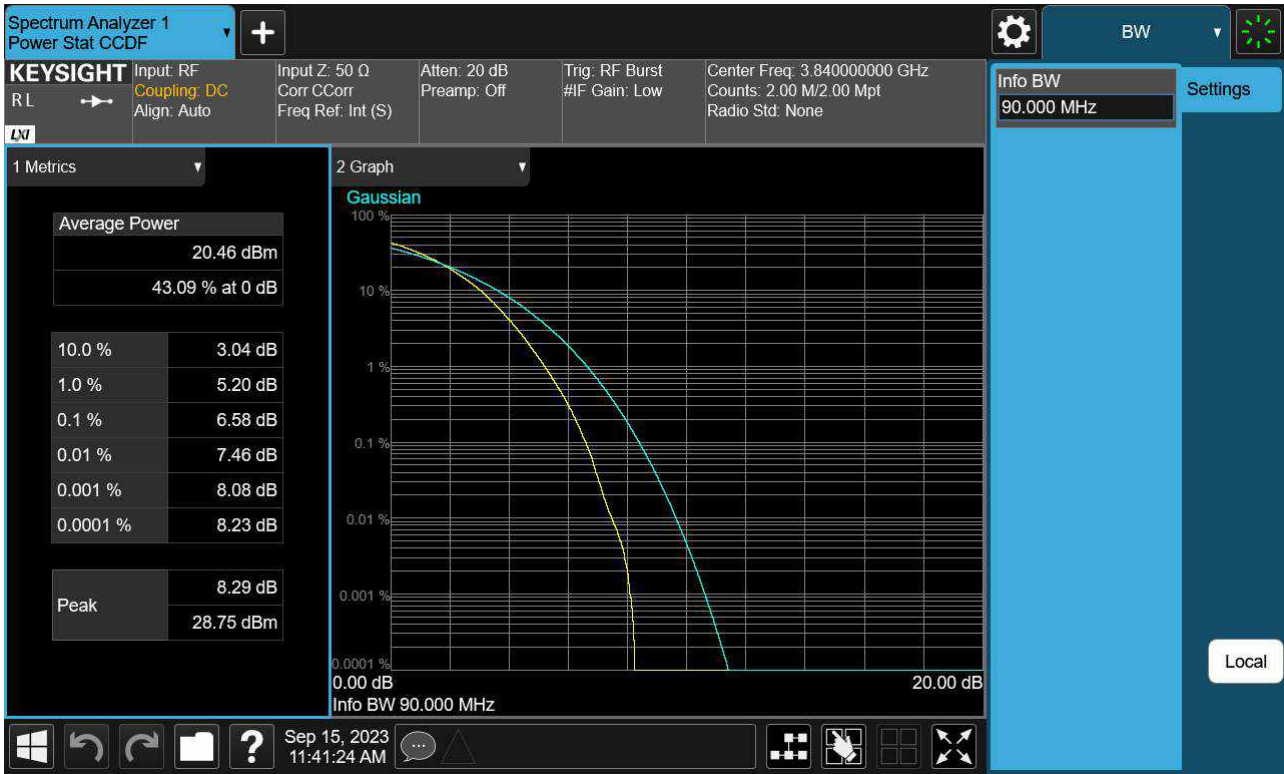 Spectrum Analyzer 1
Power Stat CCDF
▼
+
BW
▼
KEYSIGHT
RL
LXI
Input: RF
Coupling: DC
Align: Auto
Input Z: 50 Ω
Corr CCorr
Freq Ref: Int (S)
Atten: 20 dB
Preamp: Off
Trig: RF Burst
#IF Gain: Low
Center Freq: 3.840000000 GHz
Counts: 2.00 M/2.00 Mpt
Radio Std: None
Info BW
90.000 MHz
Settings
1 Metrics ▼
Average Power
20.46 dBm
43.09 % at 0 dB
10.0 % 3.04 dB
1.0 % 5.20 dB
0.1 % 6.58 dB
0.01 % 7.46 dB
0.001 % 8.08 dB
0.0001 % 8.23 dB
Peak
8.29 dB
28.75 dBm
2 Graph ▼
Gaussian
100 %
10 %
1 %
0.1 %
0.01 %
0.001 %
0.0001 %
0.00 dB 20.00 dB
Info BW 90.000 MHz
Local
?
Sep 15, 2023
11:41:24 AM